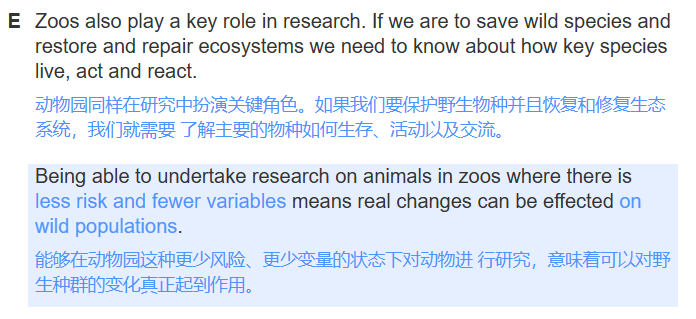 E Zoos also play a key role in research. If we are to save wild species and
restore and repair ecosystems we need to know about how key species
live, act and react.
动物园同样在研究中扮演关键角色。如果我们要保护野生物种并且恢复和修复生态
系统，我们就需要 了解主要的物种如何生存、活动以及交流。
Being able to undertake research on animals in zoos where there is
less risk and fewer variables means real changes can be effected on
wild populations.
能够在动物园这种更少风险、更少变量的状态下对动物进 行研究，意味着可以对野
生种群的变化真正起到作用。